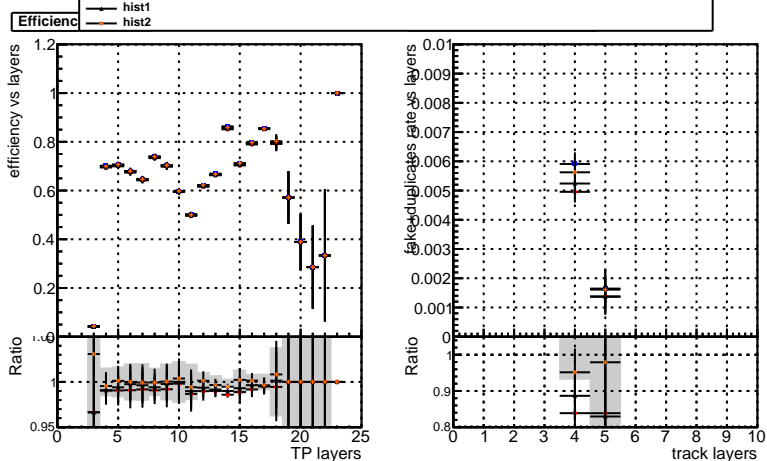 hist1
Efficienc
hist2
efficiency vs layers
1.2
1
0.8
0.6
0.4
0.2
0
Ratio
1
0.95
0 5 10 15 20 25
TP layers
fake+duplicates rate vs layers
0.01
0.009
0.008
0.007
0.006
0.005
0.004
0.003
0.002
0.001
0
Ratio
1
0.9
0.8
0 1 2 3 4 5 6 7 8 9 10
track layers